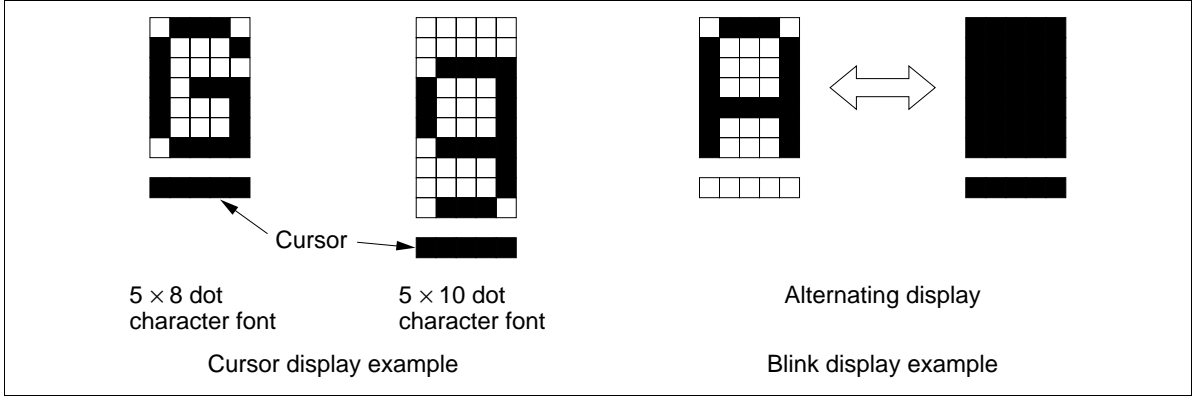 Cursor
5 × 8 dot
character font
5 × 10 dot
character font
Alternating display
Cursor display example
Blink display example